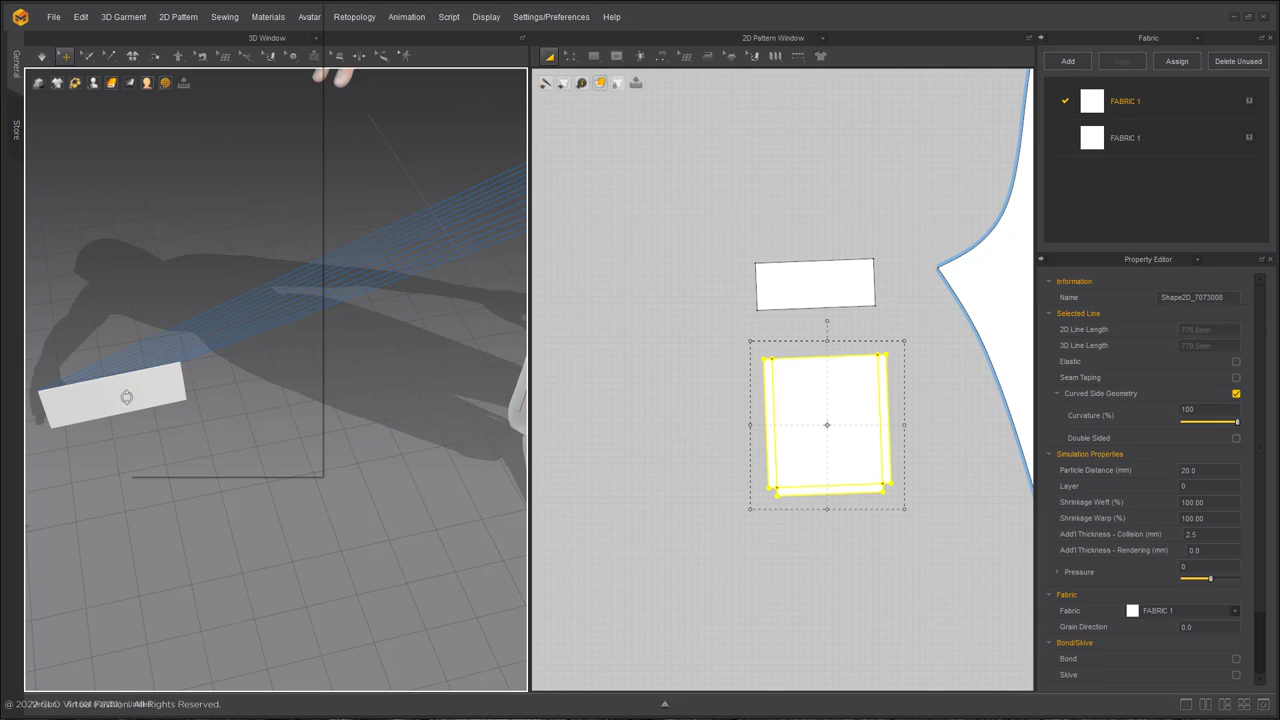 File Edit 3D Garment 2D Pattern Sewing Materials Avatar Retopology Animation Script Display Settings/Preferences Help
3D Window
2D Pattern Window
Fabric
General
Store
Add
Assign
Delete Unused
FABRIC 1
FABRIC 1
Property Editor
Information
Name Shape2D_7073008
Selected Line
2D Line Length 776.5mm
3D Line Length 770.5mm
Elastic
Seam Taping
Curved Side Geometry
Curvature (%) 100
Double Sided
Simulation Properties
Particle Distance (mm) 20.0
Layer 0
Shrinkage Weft (%) 100.00
Shrinkage Warp (%) 100.00
Add'l Thickness - Collision (mm) 2.5
Add'l Thickness - Rendering (mm) 0.0
Pressure 0
Fabric
Fabric FABRIC 1
Grain Direction 0.0
Bond/Skive
Bond
Skive
CLO Virtual Fashion. All Rights Reserved.